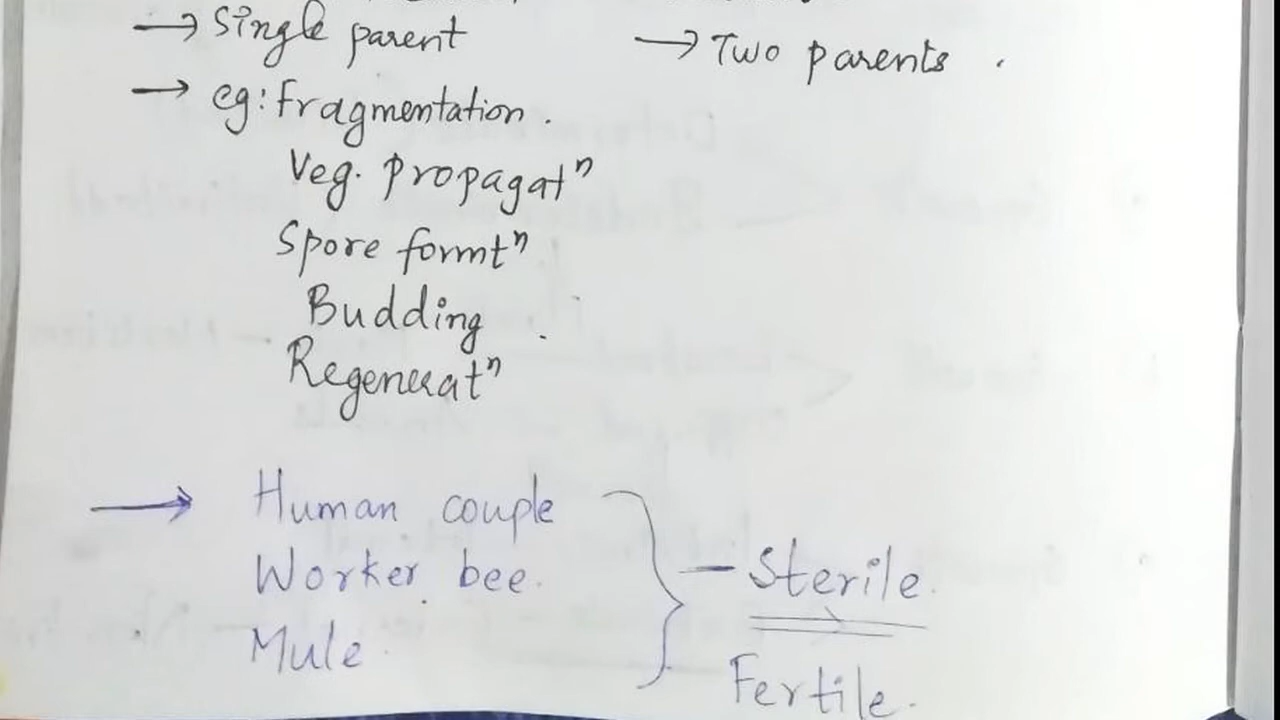 → Single parent → Two parents.
→ eg: Fragmentation.
Veg. Propagatⁿ
Spore formtⁿ
Budding
Regeneratⁿ
→ Human couple
Worker bee.
Mule
- Sterile.
Fertile.